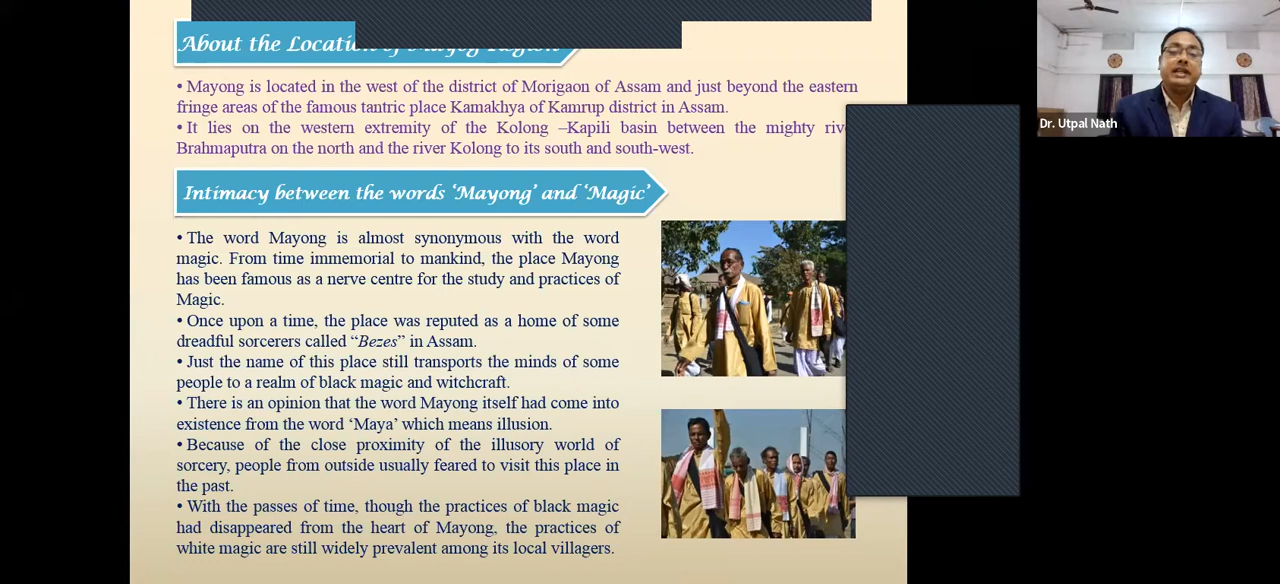 About the Location of Mayog Region
• Mayong is located in the west of the district of Morigaon of Assam and just beyond the eastern
fringe areas of the famous tantric place Kamakhya of Kamrup district in Assam.
• It lies on the western extremity of the Kolong –Kapili basin between the mighty
Brahmaputra on the north and the river Kolong to its south and south-west.
Intimacy between the words ‘Mayong’ and ‘Magic’
• The word Mayong is almost synonymous with the word
magic. From time immemorial to mankind, the place Mayong
has been famous as a nerve centre for the study and practices of
Magic.
• Once upon a time, the place was reputed as a home of some
dreadful sorcerers called “Bezes” in Assam.
• Just the name of this place still transports the minds of some
people to a realm of black magic and witchcraft.
• There is an opinion that the word Mayong itself had come into
existence from the word ‘Maya’ which means illusion.
• Because of the close proximity of the illusory world of
sorcery, people from outside usually feared to visit this place in
the past.
• With the passes of time, though the practices of black magic
had disappeared from the heart of Mayong, the practices of
white magic are still widely prevalent among its local villagers.
Dr. Utpal Nath